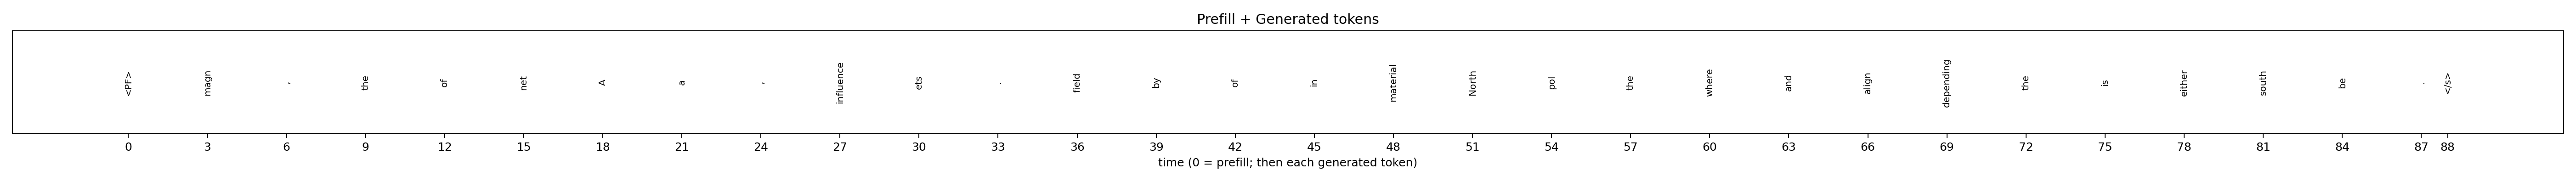 Prefill + Generated tokens
<PF> magn , the of net A a , influence ets . field by of in material North pol the where and align depending the is either south be . </s>
0 3 6 9 12 15 18 21 24 27 30 33 36 39 42 45 48 51 54 57 60 63 66 69 72 75 78 81 84 87 88
time (0 = prefill; then each generated token)